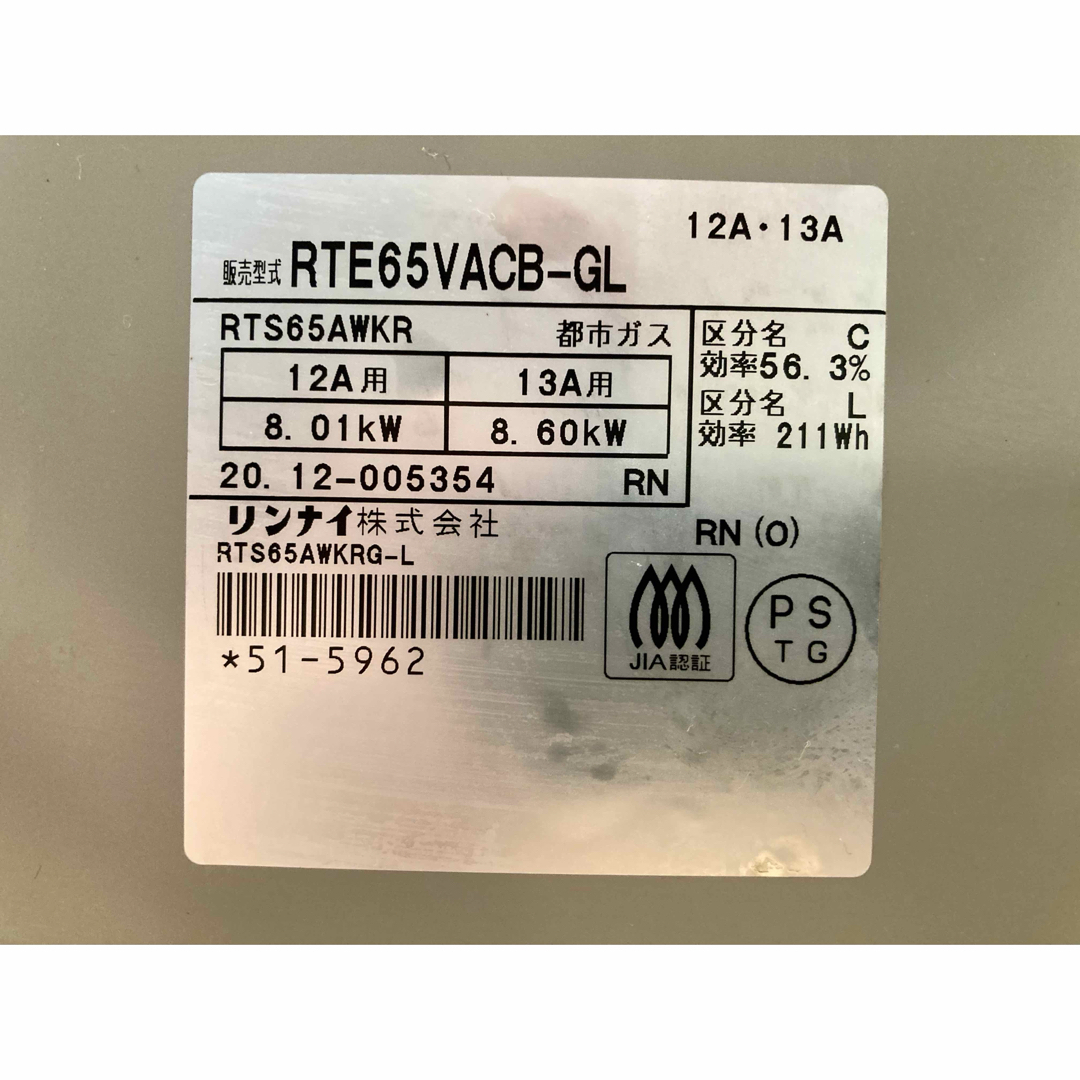 12A・13A
販売型式 RTE65VACB-GL
RTS65AWKR 都市ガス
12A用 13A用
8. 01kW 8. 60kW
20. 12-005354 RN
区分名 C
効率56. 3%
区分名 L
効率 211Wh
リンナイ株式会社
RN (O)
RTS65AWKRG-L
*51-5962
JIA認証
PS
TG